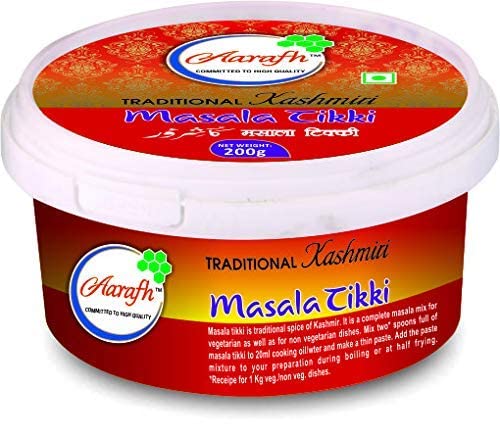 Aarafh™
COMMITTED TO HIGH QUALITY
TRADITIONAL Kashmiri
Masala Tikki
मसाला टिक्की
NET WEIGHT:
200g
TRADITIONAL Kashmiri
Aarafh™
COMMITTED TO HIGH QUALITY
Masala Tikki
Masala tikki is traditional spice of Kashmir. It is a complete masala mix for
vegetarian as well as for non vegetarian dishes. Mix two* spoons full of
masala tikki to 20ml cooking oil/wter and make a thin paste. Add the paste
mixture to your preparation during boiling or at half frying.
*Receipe for 1 Kg veg./non veg. dishes.